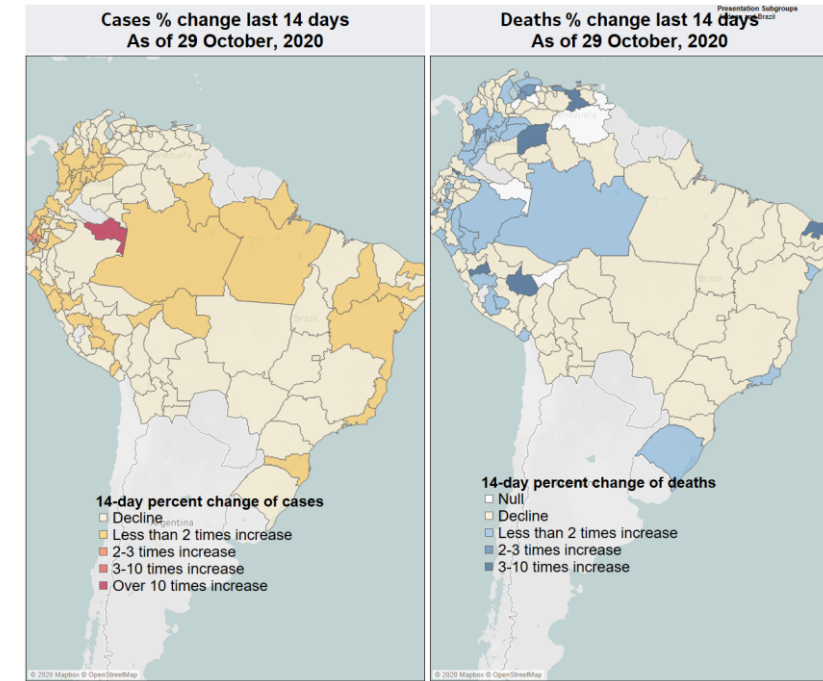 Cases % change last 14 days
As of 29 October, 2020
Presentation Subgroups
Brazil
Deaths % change last 14 days
As of 29 October, 2020
Brazil
Brazil
14-day percent change of cases
Decline
Argentina
Less than 2 times increase
2-3 times increase
3-10 times increase
Over 10 times increase
14-day percent change of deaths
Null
Decline
Less than 2 times increase
2-3 times increase
3-10 times increase
© 2020 Mapbox © OpenStreetMap
© 2020 Mapbox © OpenStreetMap